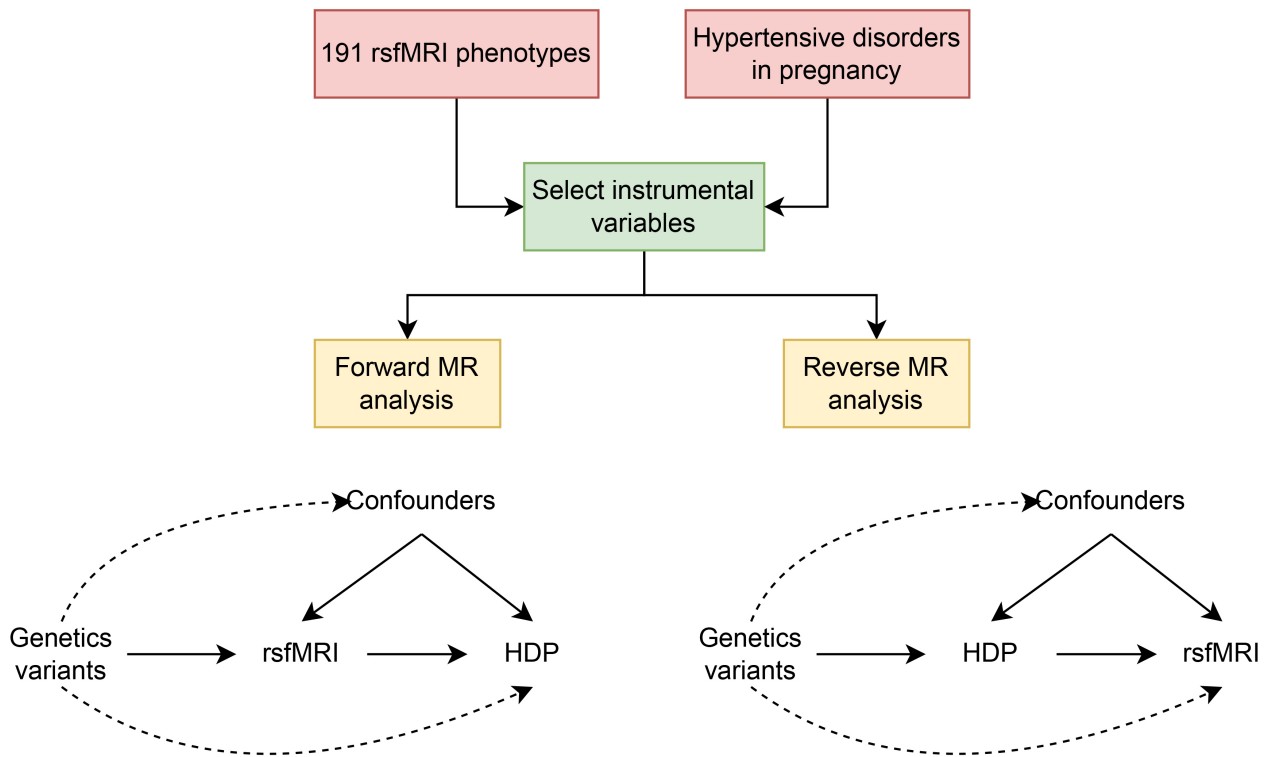 191 rsfMRI phenotypes
Hypertensive disorders
in pregnancy
Select instrumental
variables
Forward MR
analysis
Reverse MR
analysis
Confounders
Genetics
variants
rsfMRI
HDP
Confounders
Genetics
variants
HDP
rsfMRI